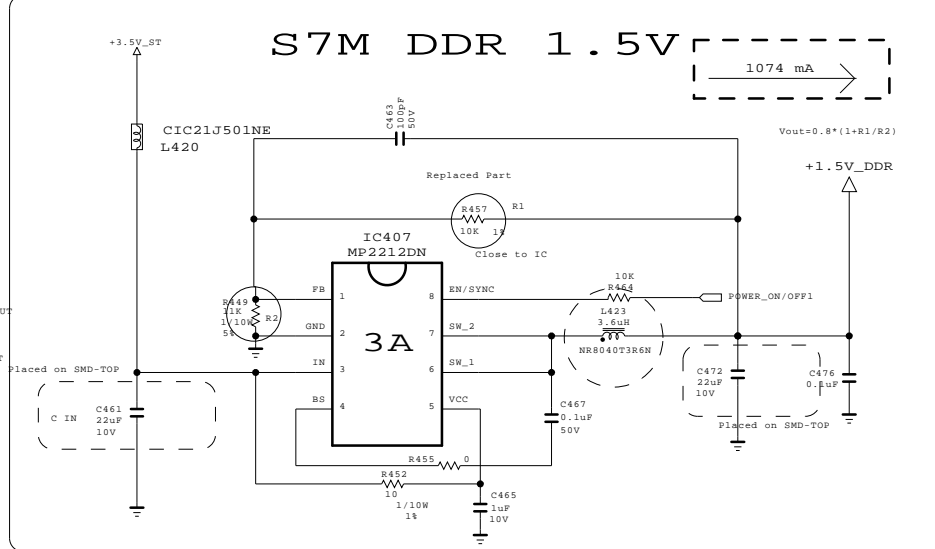 +3.5V_ST
S7M DDR 1.5V
1074 mA
CIC21J501NE
L420
C463
100pF
50V
Vout=0.8*(1+R1/R2)
+1.5V_DDR
Replaced Part
R457
R1
10K
1%
Close to IC
IC407
MP2212DN
3A
FB
1
GND
2
IN
3
BS
4
EN/SYNC
8
SW_2
7
SW_1
6
VCC
5
R449
11K
1/10W
5%
R2
10K
R464
POWER_ON/OFF1
L423
3.6uH
NR8040T3R6N
UT
T
Placed on SMD-TOP
C IN
C461
22uF
10V
C472
22uF
10V
C476
0.1uF
Placed on SMD-TOP
C467
0.1uF
50V
R455
0
R452
10
1/10W
1%
C465
1uF
10V